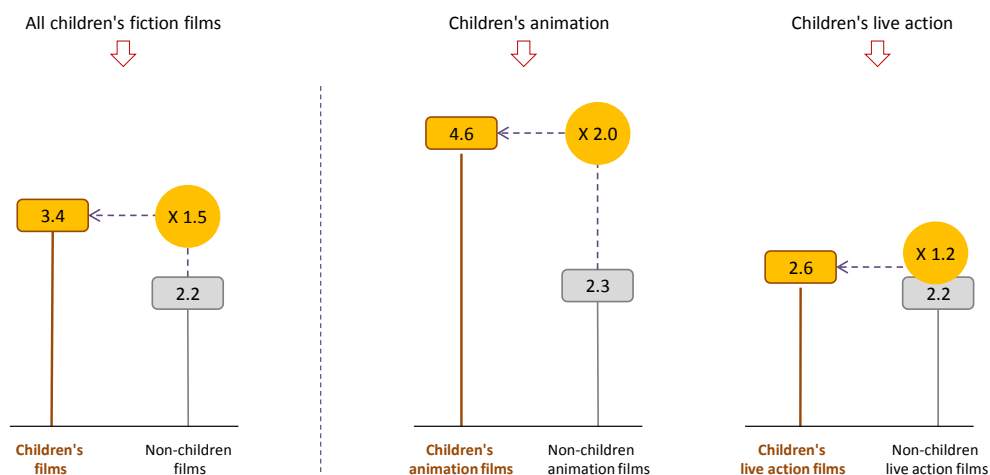 All children's fiction films
3.4
X 1.5
2.2
Children's
films
Non-children
films
Children's animation
4.6
X 2.0
2.3
Children's
animation films
Non-children
animation films
Children's live action
2.6
X 1.2
2.2
Children's
live action films
Non-children
live action films